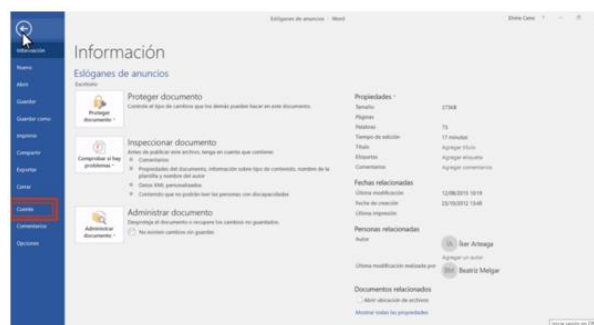 Eslóganes de anuncios - Word
Elvira Cano ?
Información
Nuevo
Abrir
Guardar
Guardar como
Imprimir
Compartir
Exportar
Cerrar
Cuenta
Comentarios
Opciones
Información
Eslóganes de anuncios
Escritorio
Proteger documento
Controle el tipo de cambios que los demás pueden hacer en este documento.
Proteger
documento
Inspeccionar documento
Antes de publicar este archivo, tenga en cuenta que contiene:
Comentarios
Propiedades del documento, información sobre tipo de contenido, nombre de la
plantilla y nombre del autor
Datos XML personalizados
Contenido que no podrán leer las personas con discapacidades
Comprobar si hay
problemas
Administrar documento
Desproteja el documento o recupere los cambios no guardados.
No existen cambios sin guardar
Administrar
documento
Propiedades
Tamaño 273KB
Páginas
Palabras 75
Tiempo de edición 17 minutos
Título Agregar título
Etiquetas Agregar etiqueta
Comentarios Agregar comentarios
Fechas relacionadas
Última modificación 12/08/2015 10:19
Fecha de creación 23/10/2012 13:48
Última impresión
Personas relacionadas
Autor IA Íker Arteaga
Agregar un autor
Última modificación realizada por BM Beatriz Melgar
Documentos relacionados
Abrir ubicación de archivos
Mostrar todas las propiedades